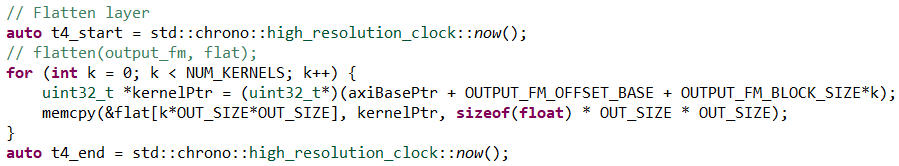 // Flatten layer
auto t4_start = std::chrono::high_resolution_clock::now();
// flatten(output_fm, flat);
for (int k = 0; k < NUM_KERNELS; k++) {
    uint32_t *kernelPtr = (uint32_t*)(axiBasePtr + OUTPUT_FM_OFFSET_BASE + OUTPUT_FM_BLOCK_SIZE*k);
    memcpy(&flat[k*OUT_SIZE*OUT_SIZE], kernelPtr, sizeof(float) * OUT_SIZE * OUT_SIZE);
}
auto t4_end = std::chrono::high_resolution_clock::now();